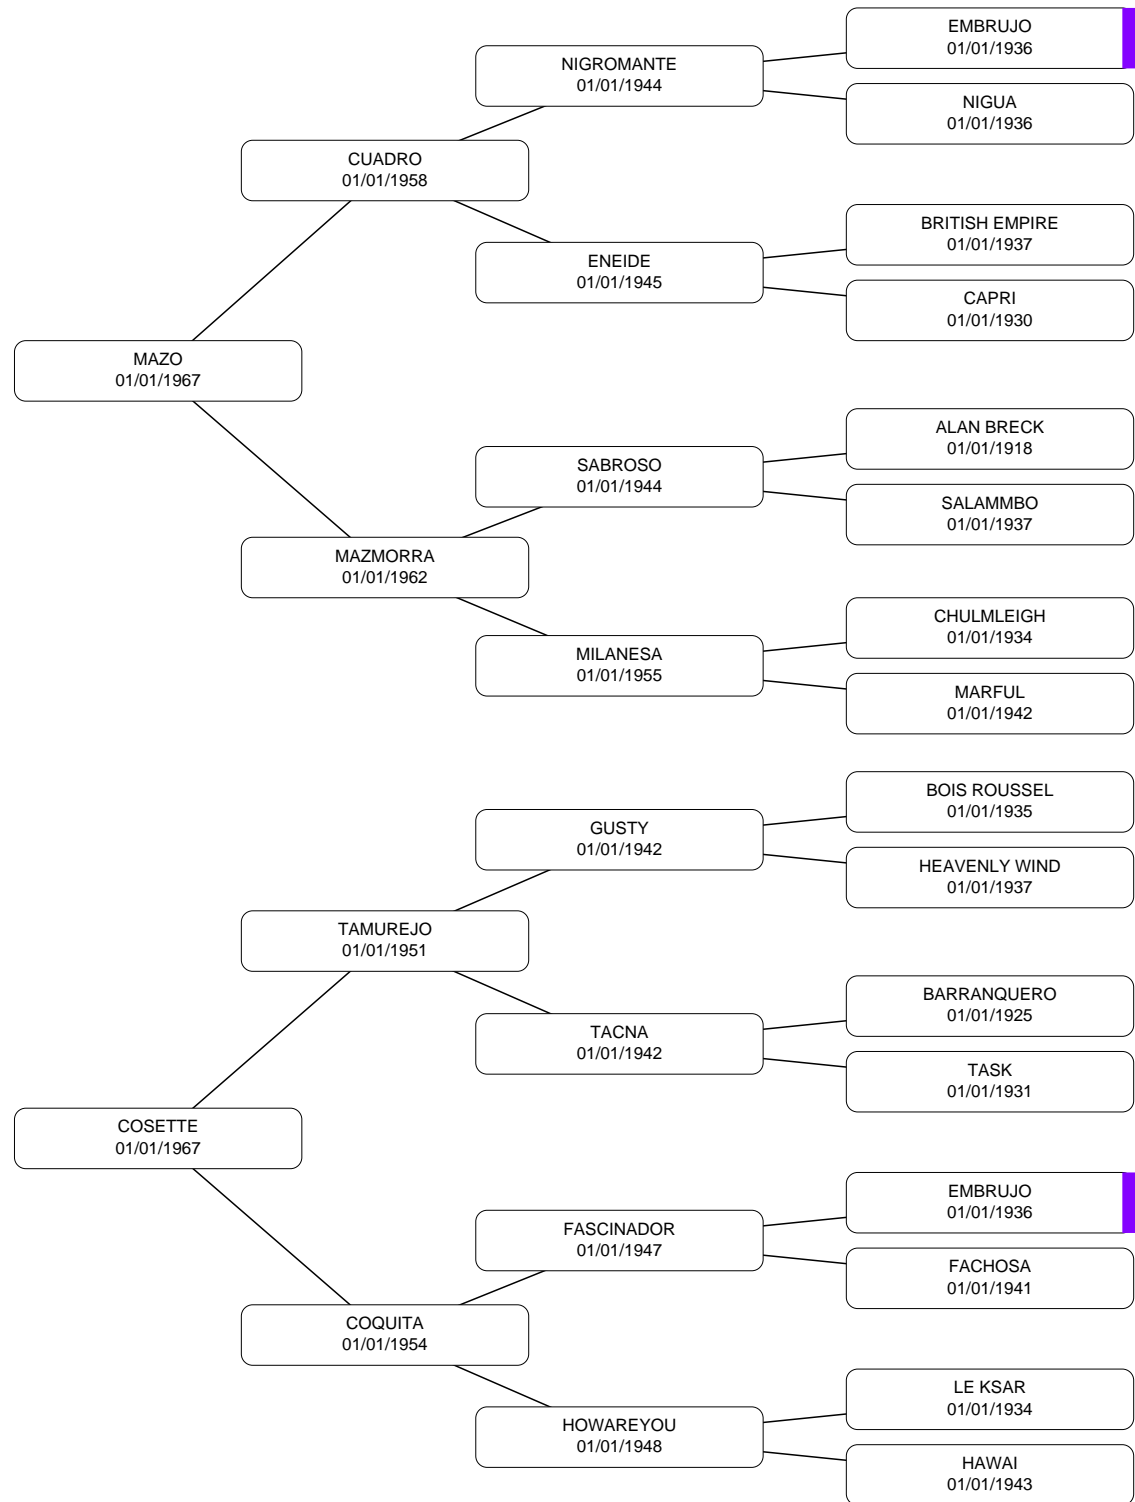 EMBRUJO
01/01/1936
NIGROMANTE
01/01/1944
NIGUA
01/01/1936
CUADRO
01/01/1958
BRITISH EMPIRE
01/01/1937
ENEIDE
01/01/1945
CAPRI
01/01/1930
MAZO
01/01/1967
ALAN BRECK
01/01/1918
SABROSO
01/01/1944
SALAMMBO
01/01/1937
MAZMORRA
01/01/1962
CHULMLEIGH
01/01/1934
MILANESA
01/01/1955
MARFUL
01/01/1942
BOIS ROUSSEL
01/01/1935
GUSTY
01/01/1942
HEAVENLY WIND
01/01/1937
TAMUREJO
01/01/1951
BARRANQUERO
01/01/1925
TACNA
01/01/1942
TASK
01/01/1931
COSETTE
01/01/1967
EMBRUJO
01/01/1936
FASCINADOR
01/01/1947
FACHOSA
01/01/1941
COQUITA
01/01/1954
LE KSAR
01/01/1934
HOWAREYOU
01/01/1948
HAWAI
01/01/1943